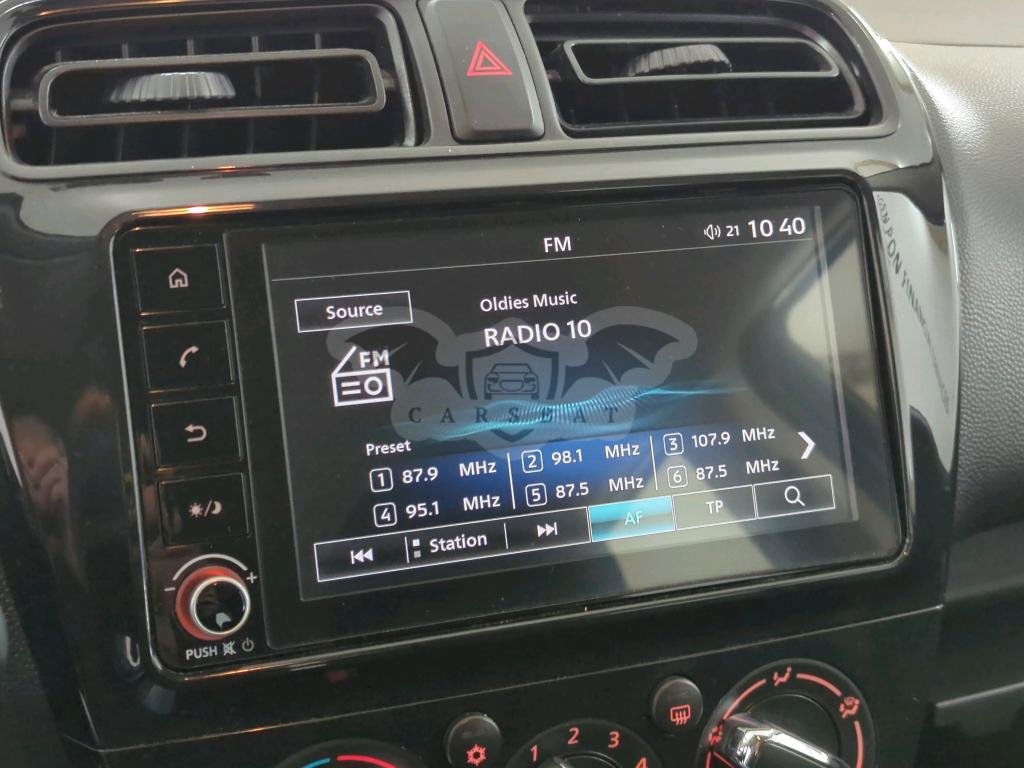 FM
21 10 40
Source
Oldies Music
RADIO 10
FM
CARSEAT
Preset
1 87.9 MHz 2 98.1 MHz 3 107.9 MHz
4 95.1 MHz 5 87.5 MHz 6 87.5 MHz
Station AF TP
- +
PUSH
1 2 3 4